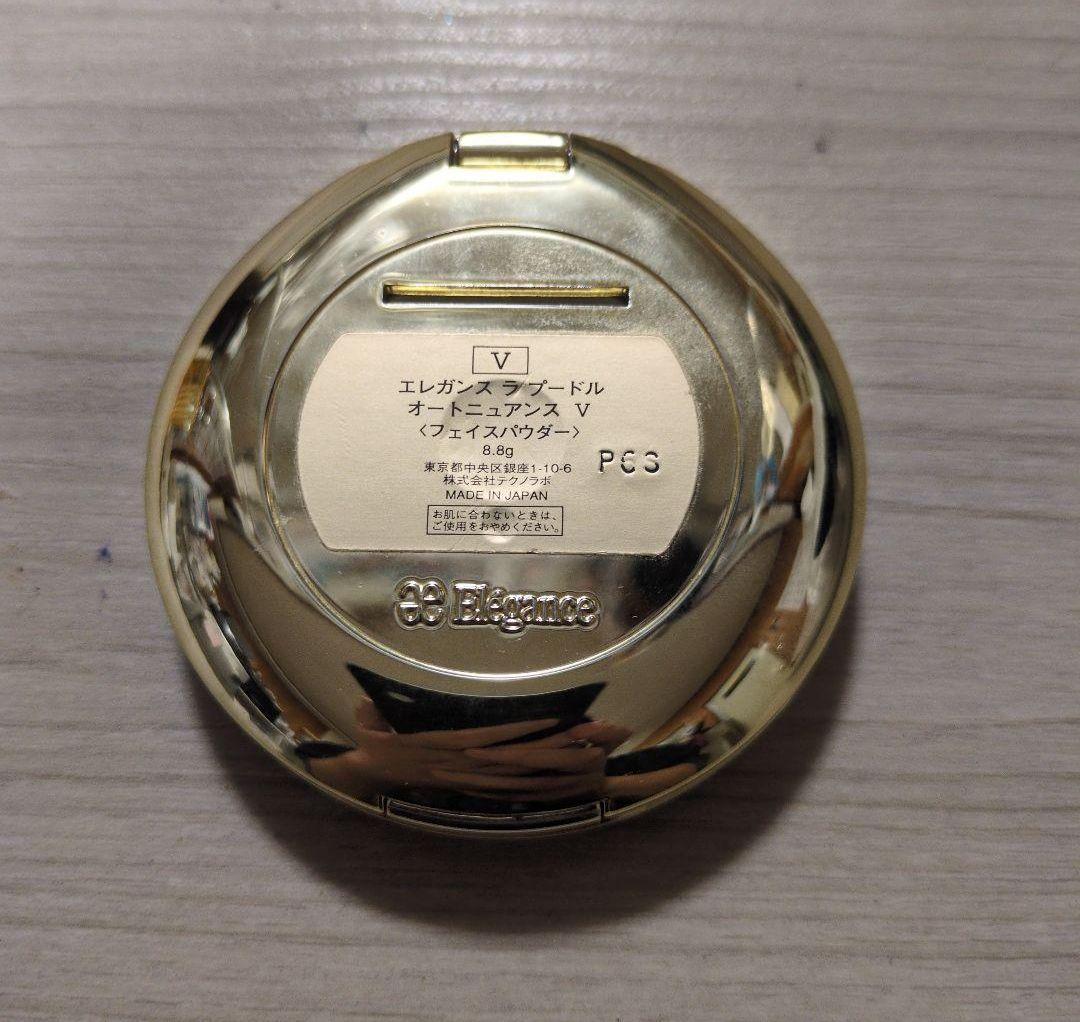 V
エレガンス ラ プードル
オートニュアンス V
〈フェイスパウダー〉
8.8g
東京都中央区銀座1-10-6
株式会社テクノラボ
MADE IN JAPAN
お肌に合わないときは、
ご使用をおやめください。
Elégance